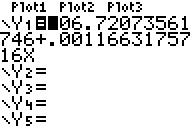 Plot1 Plot2 Plot3
\Y1=█06.72073561
746+.00116631757
16X
\Y2=
\Y3=
\Y4=
\Y5=